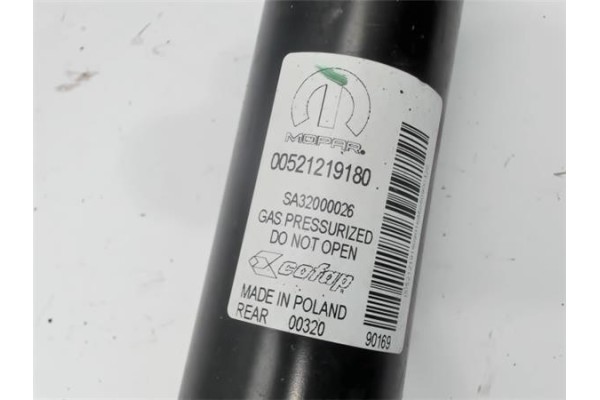 MOPAR®
00521219180
SA32000026
GAS PRESSURIZED
DO NOT OPEN
cofap
MADE IN POLAND
REAR 00320
90169